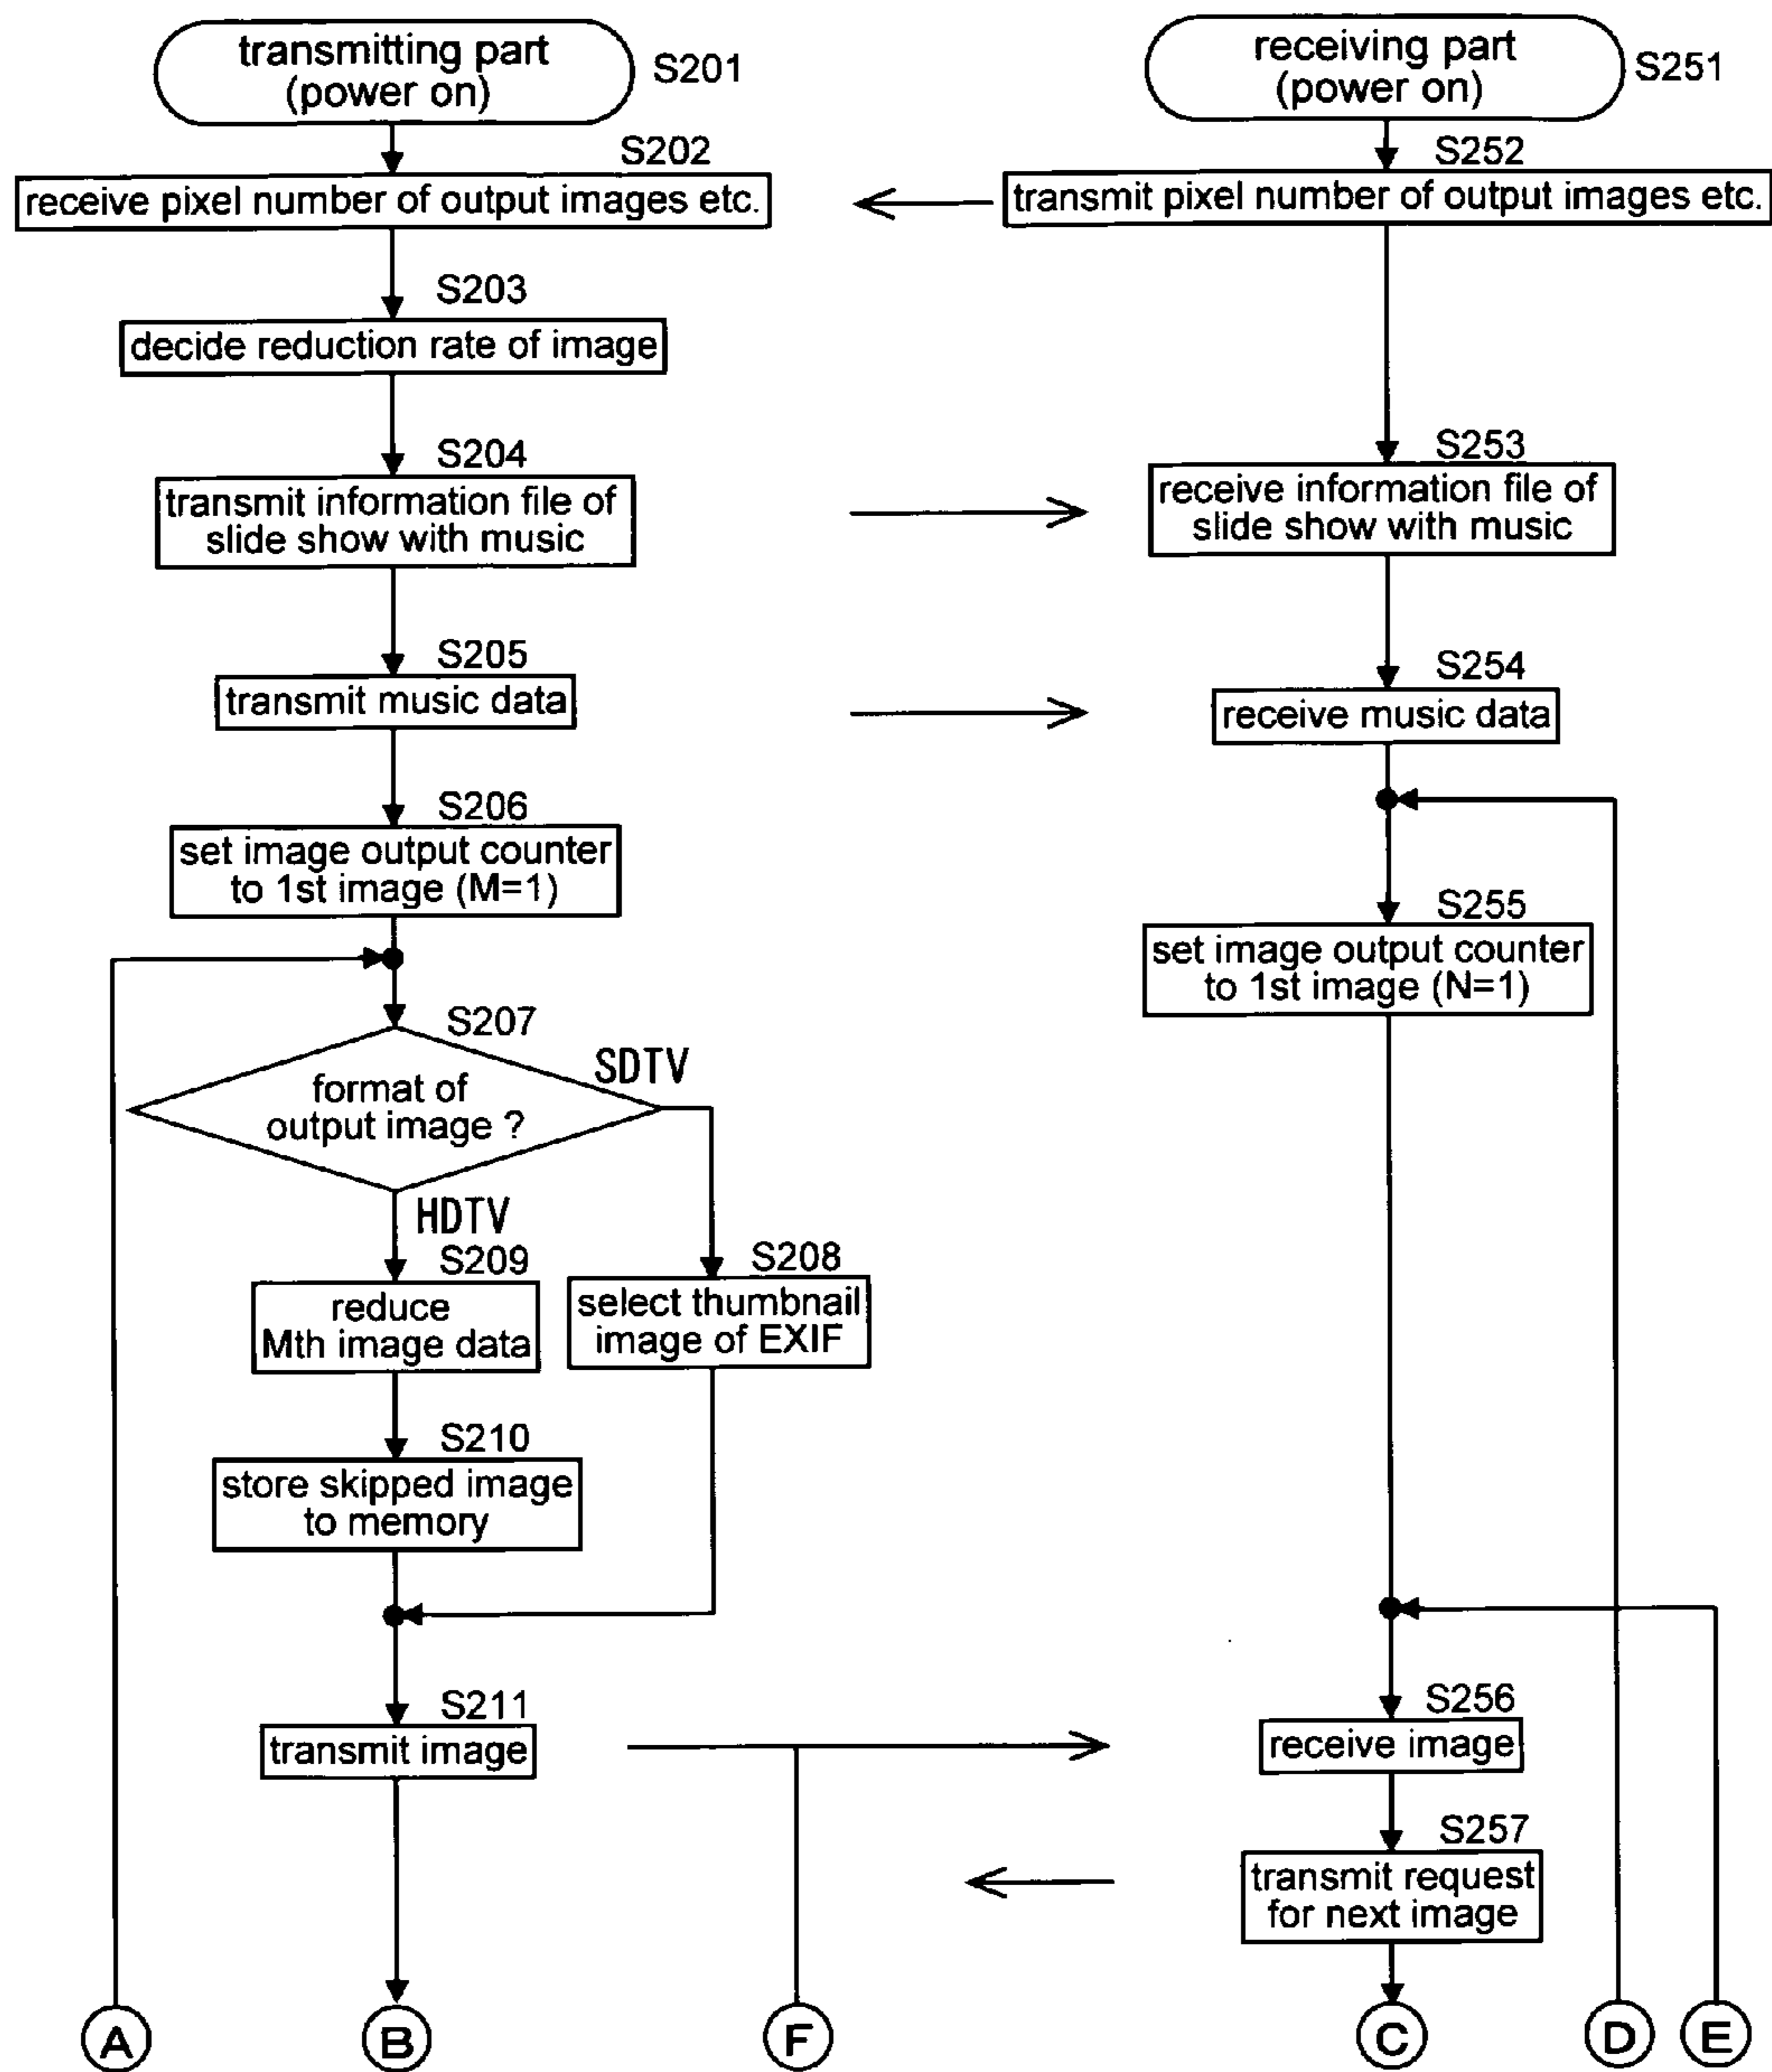 transmitting part
(power on)
S201
S202
receive pixel number of output images etc.
S203
decide reduction rate of image
S204
transmit information file of
slide show with music
S205
transmit music data
S206
set image output counter
to 1st image (M=1)
S207
format of
output image ?
SDTV
HDTV
S209
reduce
Mth image data
S208
select thumbnail
image of EXIF
S210
store skipped image
to memory
S211
transmit image
A
B
F
receiving part
(power on)
S251
S252
transmit pixel number of output images etc.
S253
receive information file of
slide show with music
S254
receive music data
S255
set image output counter
to 1st image (N=1)
S256
receive image
S257
transmit request
for next image
C
D
E